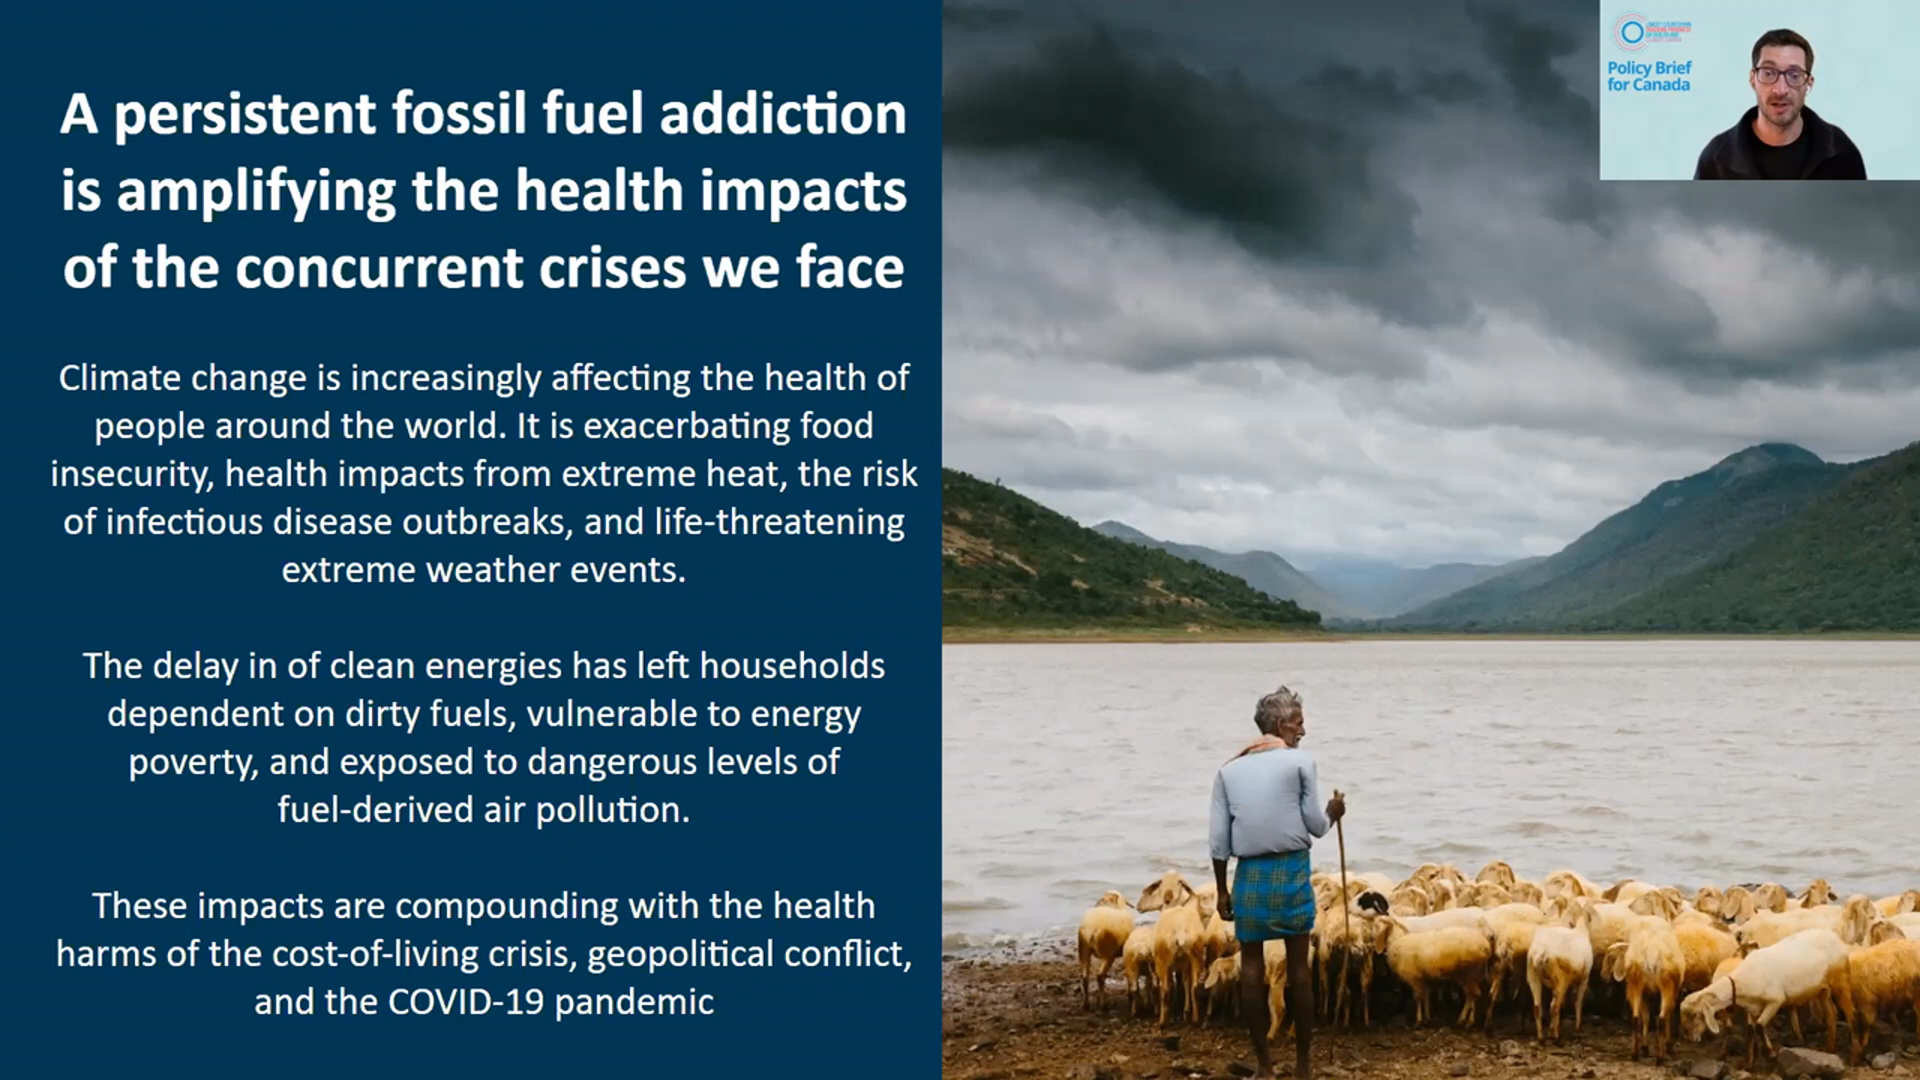 A persistent fossil fuel addiction
is amplifying the health impacts
of the concurrent crises we face
Climate change is increasingly affecting the health of
people around the world. It is exacerbating food
insecurity, health impacts from extreme heat, the risk
of infectious disease outbreaks, and life-threatening
extreme weather events.
The delay in of clean energies has left households
dependent on dirty fuels, vulnerable to energy
poverty, and exposed to dangerous levels of
fuel-derived air pollution.
These impacts are compounding with the health
harms of the cost-of-living crisis, geopolitical conflict,
and the COVID-19 pandemic
Policy Brief
for Canada